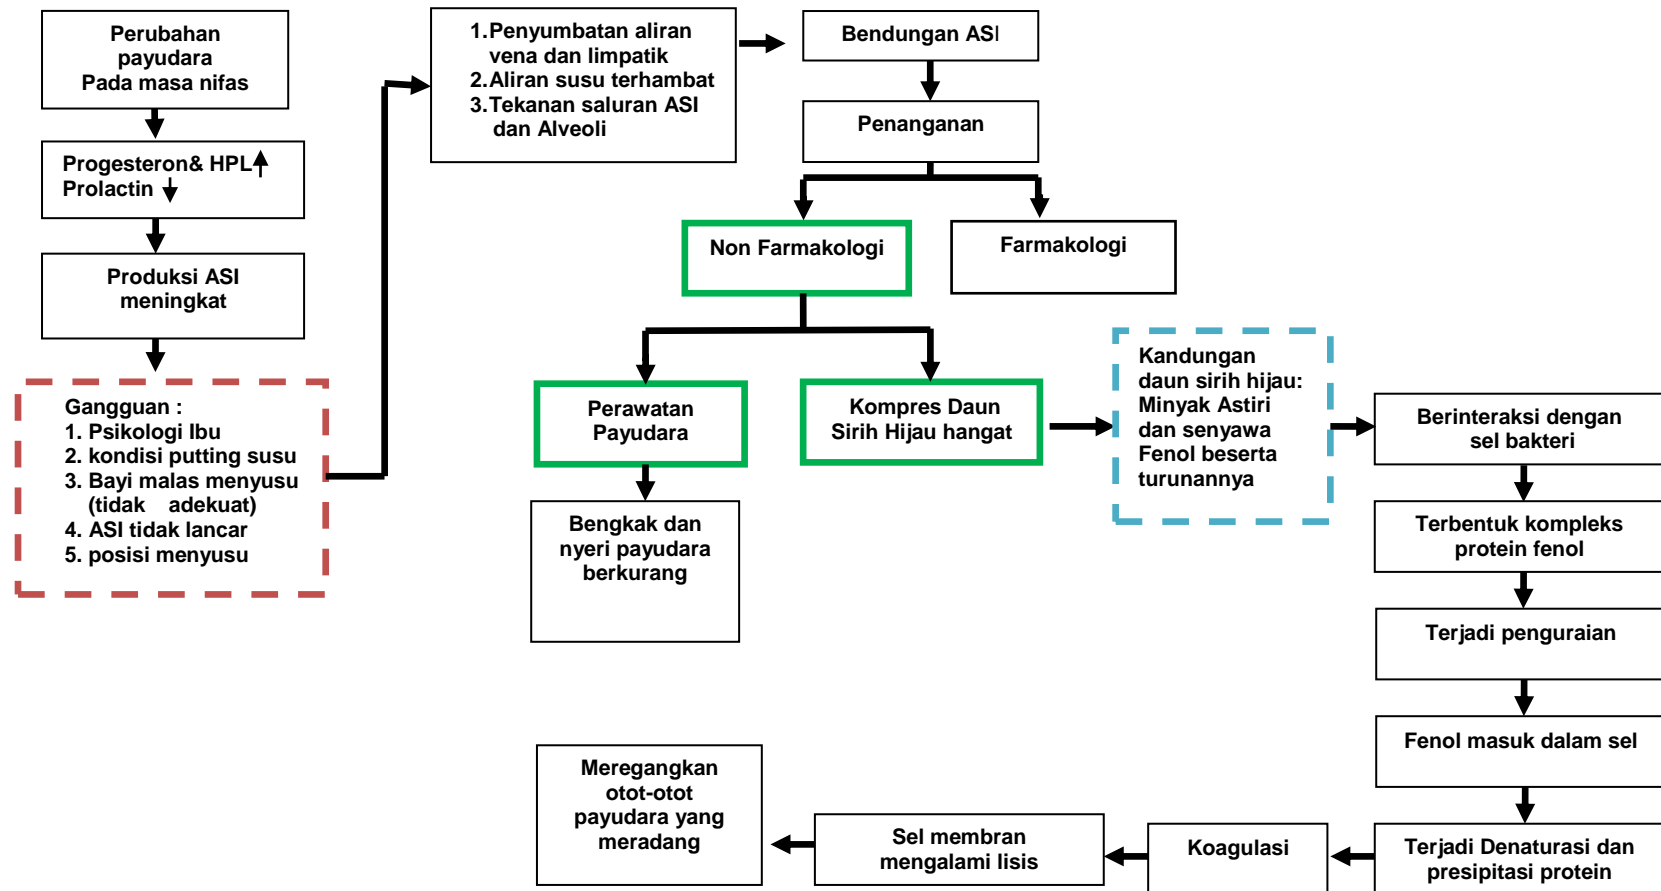 Perubahan
payudara
Pada masa nifas
Progesteron& HPL
Prolactin
Produksi ASI
meningkat
Gangguan :
1. Psikologi Ibu
2. kondisi putting susu
3. Bayi malas menyusu
(tidak adekuat)
4. ASI tidak lancar
5. posisi menyusu
1.Penyumbatan aliran
vena dan limpatik
2.Aliran susu terhambat
3.Tekanan saluran ASI
dan Alveoli
Bendungan ASI
Penanganan
Non Farmakologi
Farmakologi
Perawatan
Payudara
Kompres Daun
Sirih Hijau hangat
Bengkak dan
nyeri payudara
berkurang
Kandungan
daun sirih hijau:
Minyak Astiri
dan senyawa
Fenol beserta
turunannya
Berinteraksi dengan
sel bakteri
Terbentuk kompleks
protein fenol
Terjadi penguraian
Fenol masuk dalam sel
Terjadi Denaturasi dan
presipitasi protein
Koagulasi
Sel membran
mengalami lisis
Meregangkan
otot-otot
payudara yang
meradang